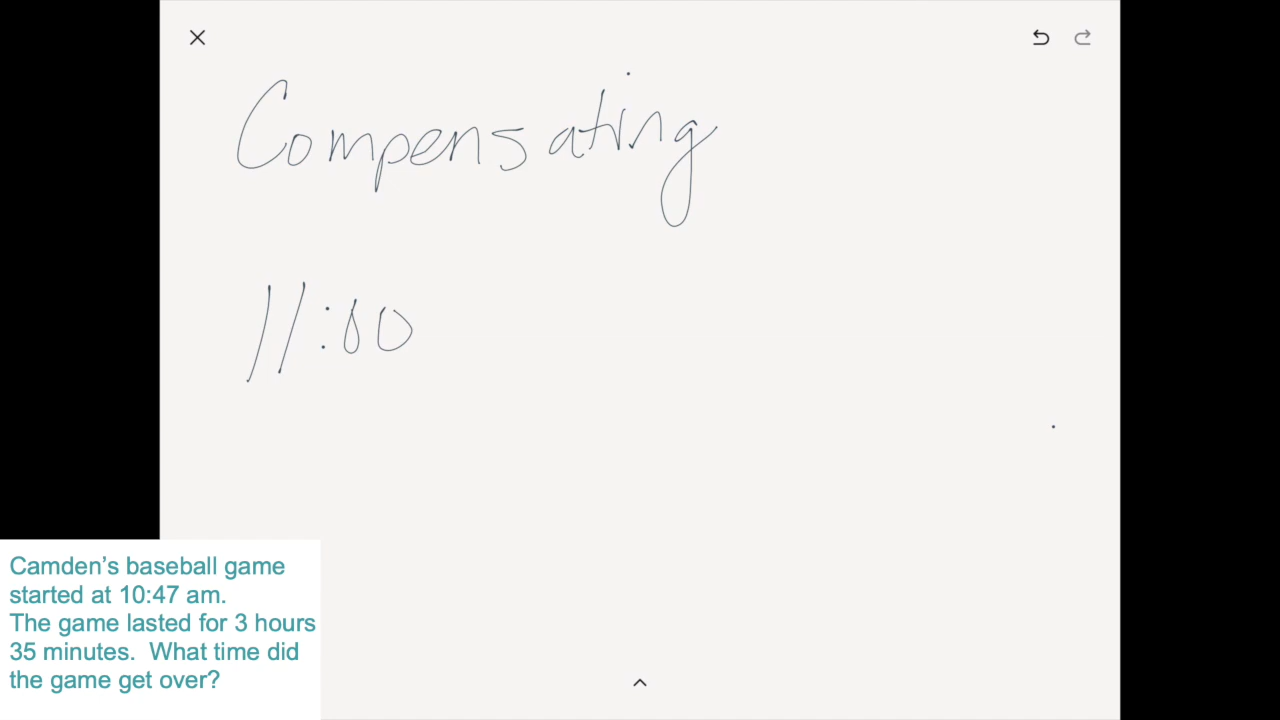 Compensating
11:00
Camden’s baseball game
started at 10:47 am.
The game lasted for 3 hours
35 minutes.  What time did
the game get over?